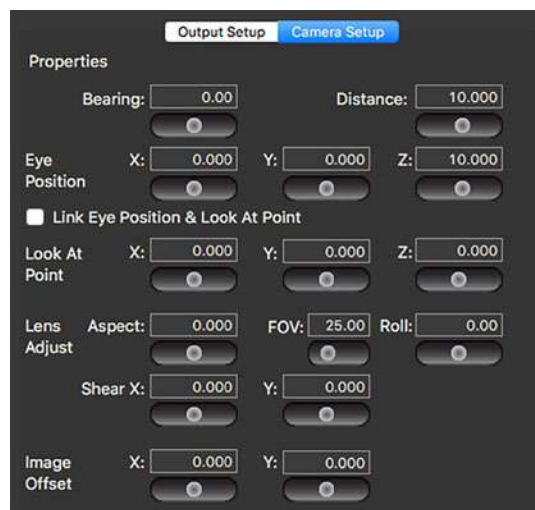 Output Setup Camera Setup
Properties
Bearing: 0.00 Distance: 10.000
Eye X: 0.000 Y: 0.000 Z: 10.000
Position
Link Eye Position & Look At Point
Look At X: 0.000 Y: 0.000 Z: 0.000
Point
Lens Aspect: 0.000 FOV: 25.00 Roll: 0.00
Adjust
Shear X: 0.000 Y: 0.000
Image X: 0.000 Y: 0.000
Offset